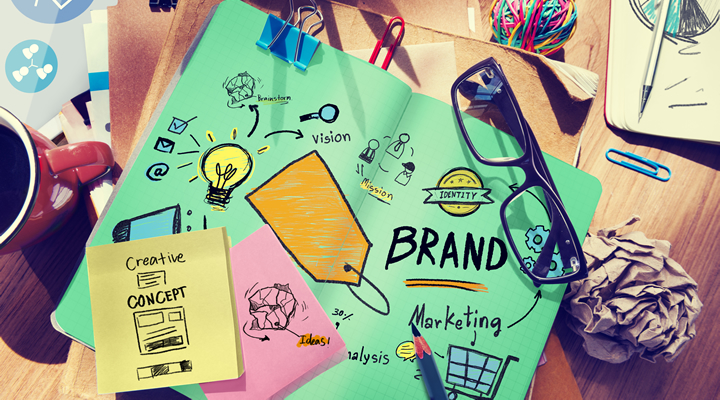 Brainstorm
vision
@
Mission
IDENTITY
BRAND
Creative
CONCEPT
30%
Ideas!
Marketing
nalysis